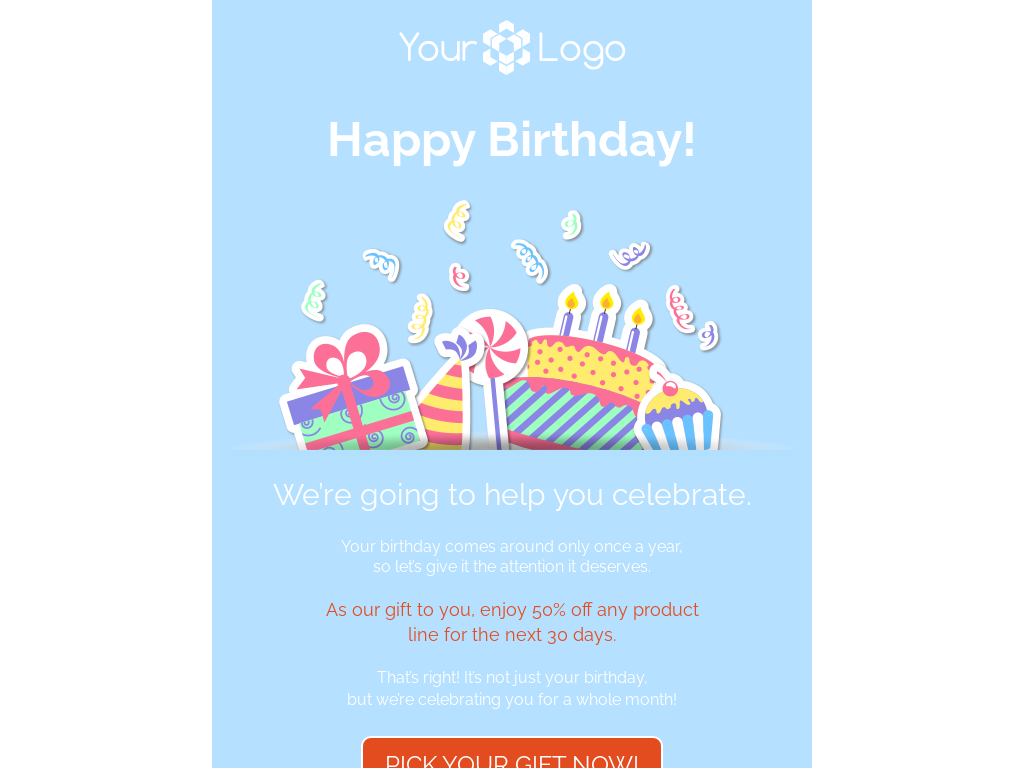 Your Logo
Happy Birthday!
We're going to help you celebrate.
Your birthday comes around only once a year,
so let's give it the attention it deserves.
As our gift to you, enjoy 50% off any product
line for the next 30 days.
That's right! It's not just your birthday,
but we're celebrating you for a whole month!
PICK YOUR GIFT NOW!